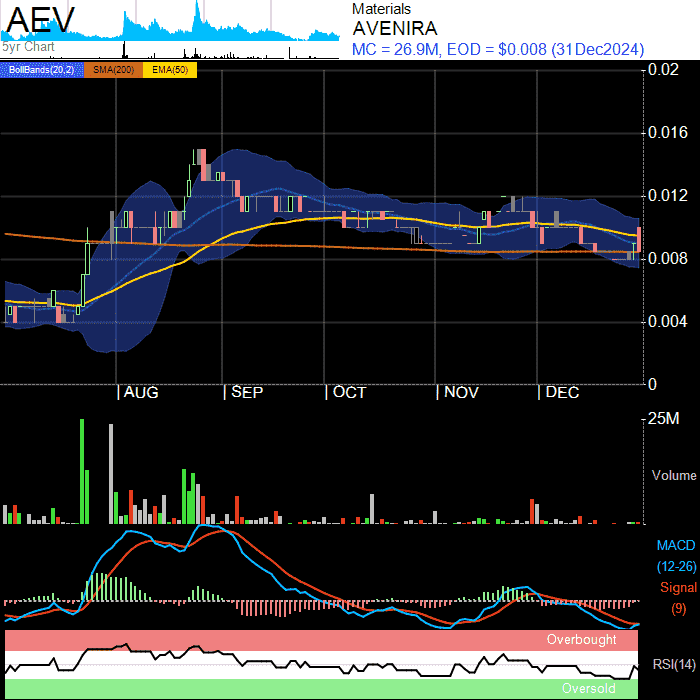 AEV
5yr Chart
Materials
AVENIRA
MC = 26.9M, EOD = $0.008 (31Dec2024)
BollBands(20,2) SMA(200) EMA(50)
0.02
0.016
0.012
0.008
0.004
0
AUG SEP OCT NOV DEC
25M
Volume
MACD
(12-26)
Signal
(9)
Overbought
RSI(14)
Oversold